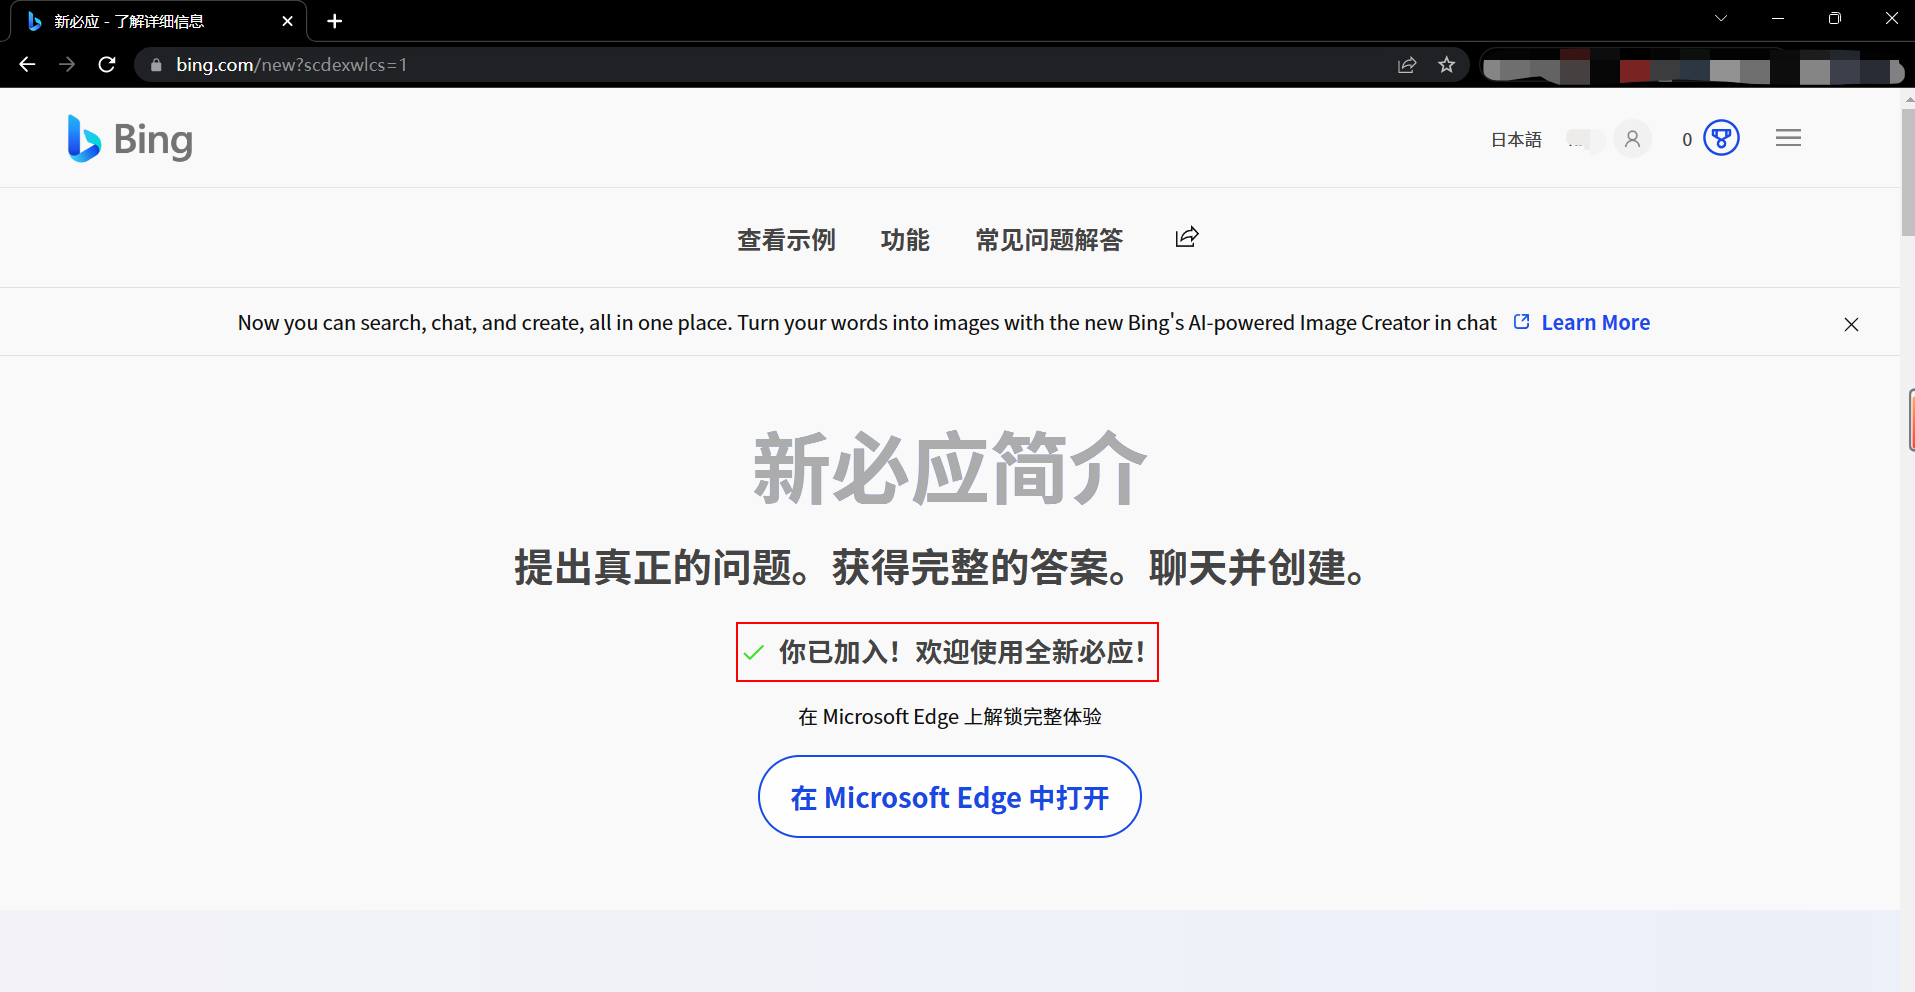 新必应 - 了解详细信息
bing.com/new?scdexwlcs=1
Bing
日本語
0
查看示例 功能 常见问题解答
Now you can search, chat, and create, all in one place. Turn your words into images with the new Bing's AI-powered Image Creator in chat Learn More
新必应简介
提出真正的问题。获得完整的答案。聊天并创建。
你已加入！欢迎使用全新必应！
在 Microsoft Edge 上解锁完整体验
在 Microsoft Edge 中打开